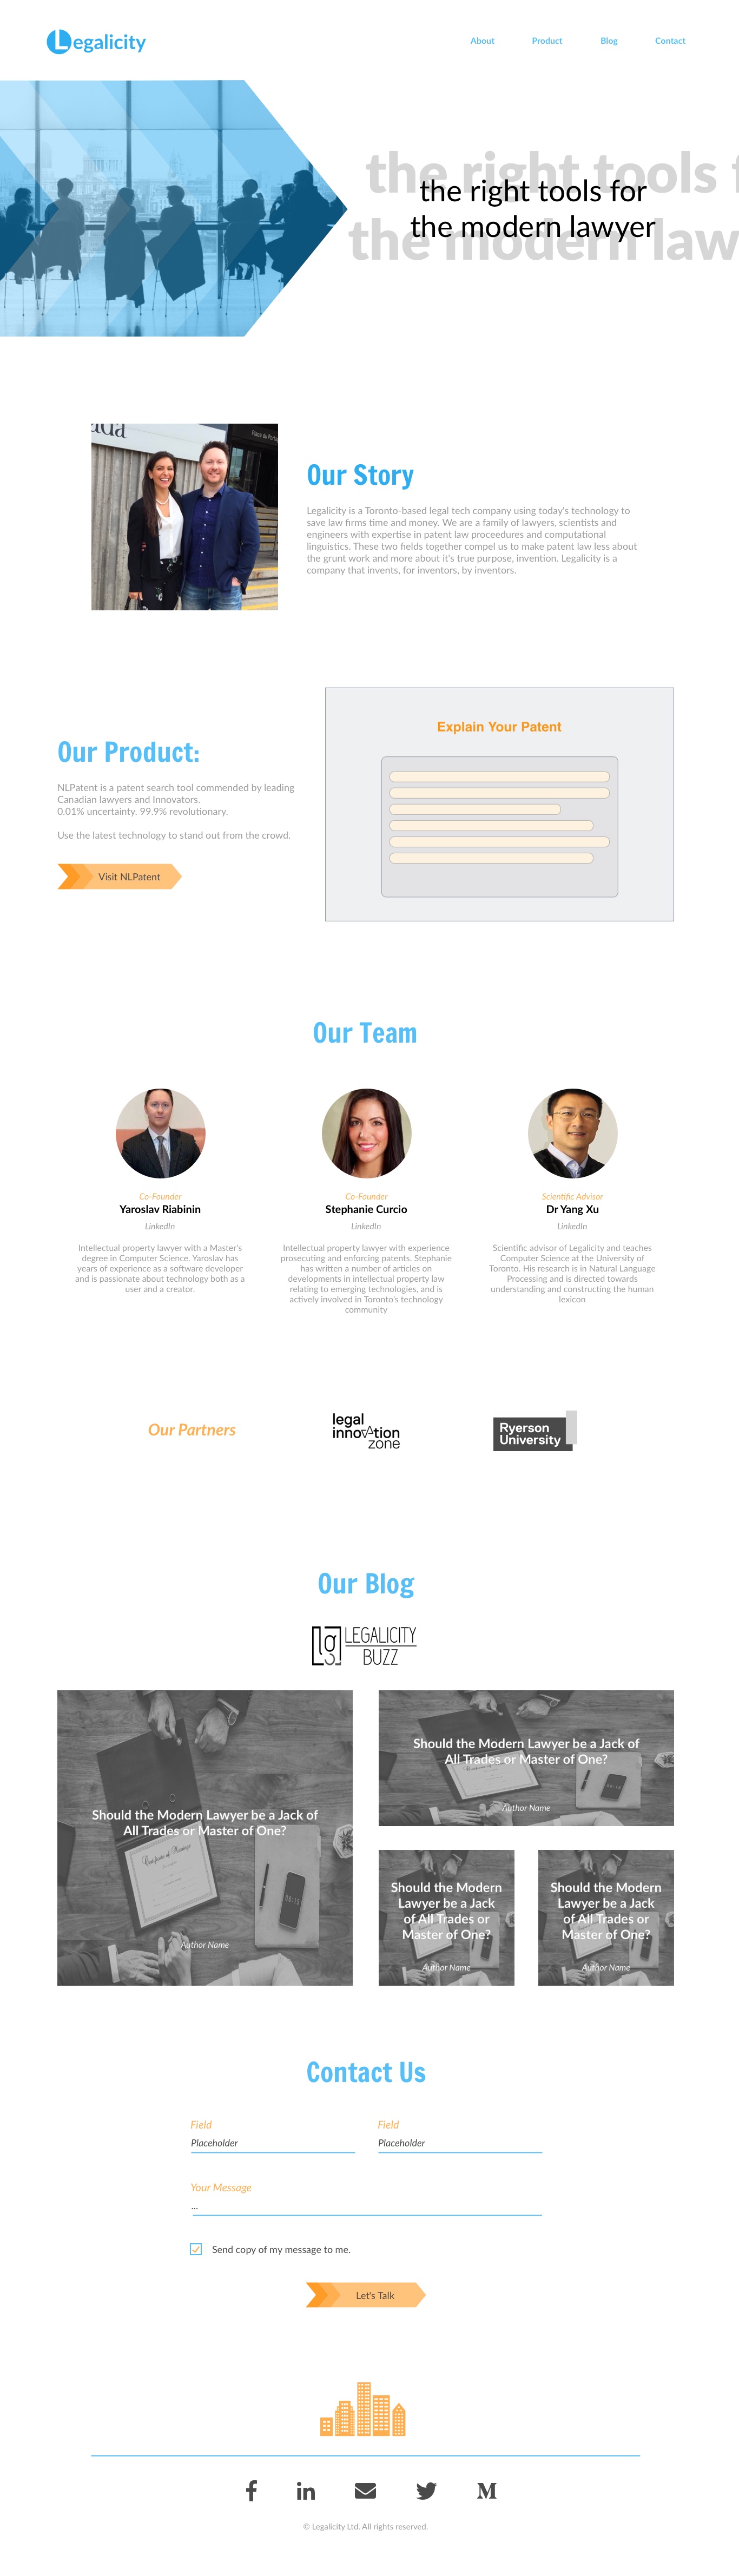 Legalicity
About Product Blog Contact
the right tools f
the modern law
the right tools for
the modern lawyer
Our Story
Legalicity is a Toronto-based legal tech company using today's technology to
save law firms time and money. We are a family of lawyers, scientists and
engineers with expertise in patent law proceedures and computational
linguistics. These two fields together compel us to make patent law less about
the grunt work and more about it's true purpose, invention. Legalicity is a
company that invents, for inventors, by inventors.
Our Product:
NLPatent is a patent search tool commended by leading
Canadian lawyers and Innovators.
0.01% uncertainty. 99.9% revolutionary.
Use the latest technology to stand out from the crowd.
Visit NLPatent
Explain Your Patent
Our Team
Co-Founder
Yaroslav Riabinin
LinkedIn
Intellectual property lawyer with a Master's
degree in Computer Science. Yaroslav has
years of experience as a software developer
and is passionate about technology both as a
user and a creator.
Co-Founder
Stephanie Curcio
LinkedIn
Intellectual property lawyer with experience
prosecuting and enforcing patents. Stephanie
has written a number of articles on
developments in intellectual property law
relating to emerging technologies, and is
actively involved in Toronto's technology
community
Scientific Advisor
Dr Yang Xu
LinkedIn
Scientific advisor of Legalicity and teaches
Computer Science at the University of
Toronto. His research is in Natural Language
Processing and is directed towards
understanding and constructing the human
lexicon
Our Partners
legal
innovation
zone
Ryerson
University
Our Blog
lg
LEGALICITY
BUZZ
Should the Modern Lawyer be a Jack of
All Trades or Master of One?
Author Name
Should the Modern Lawyer be a Jack of
All Trades or Master of One?
Author Name
Should the Modern
Lawyer be a Jack
of All Trades or
Master of One?
Author Name
Should the Modern
Lawyer be a Jack
of All Trades or
Master of One?
Author Name
Contact Us
Field
Placeholder
Field
Placeholder
Your Message
...
Send copy of my message to me.
Let's Talk
© Legalicity Ltd. All rights reserved.